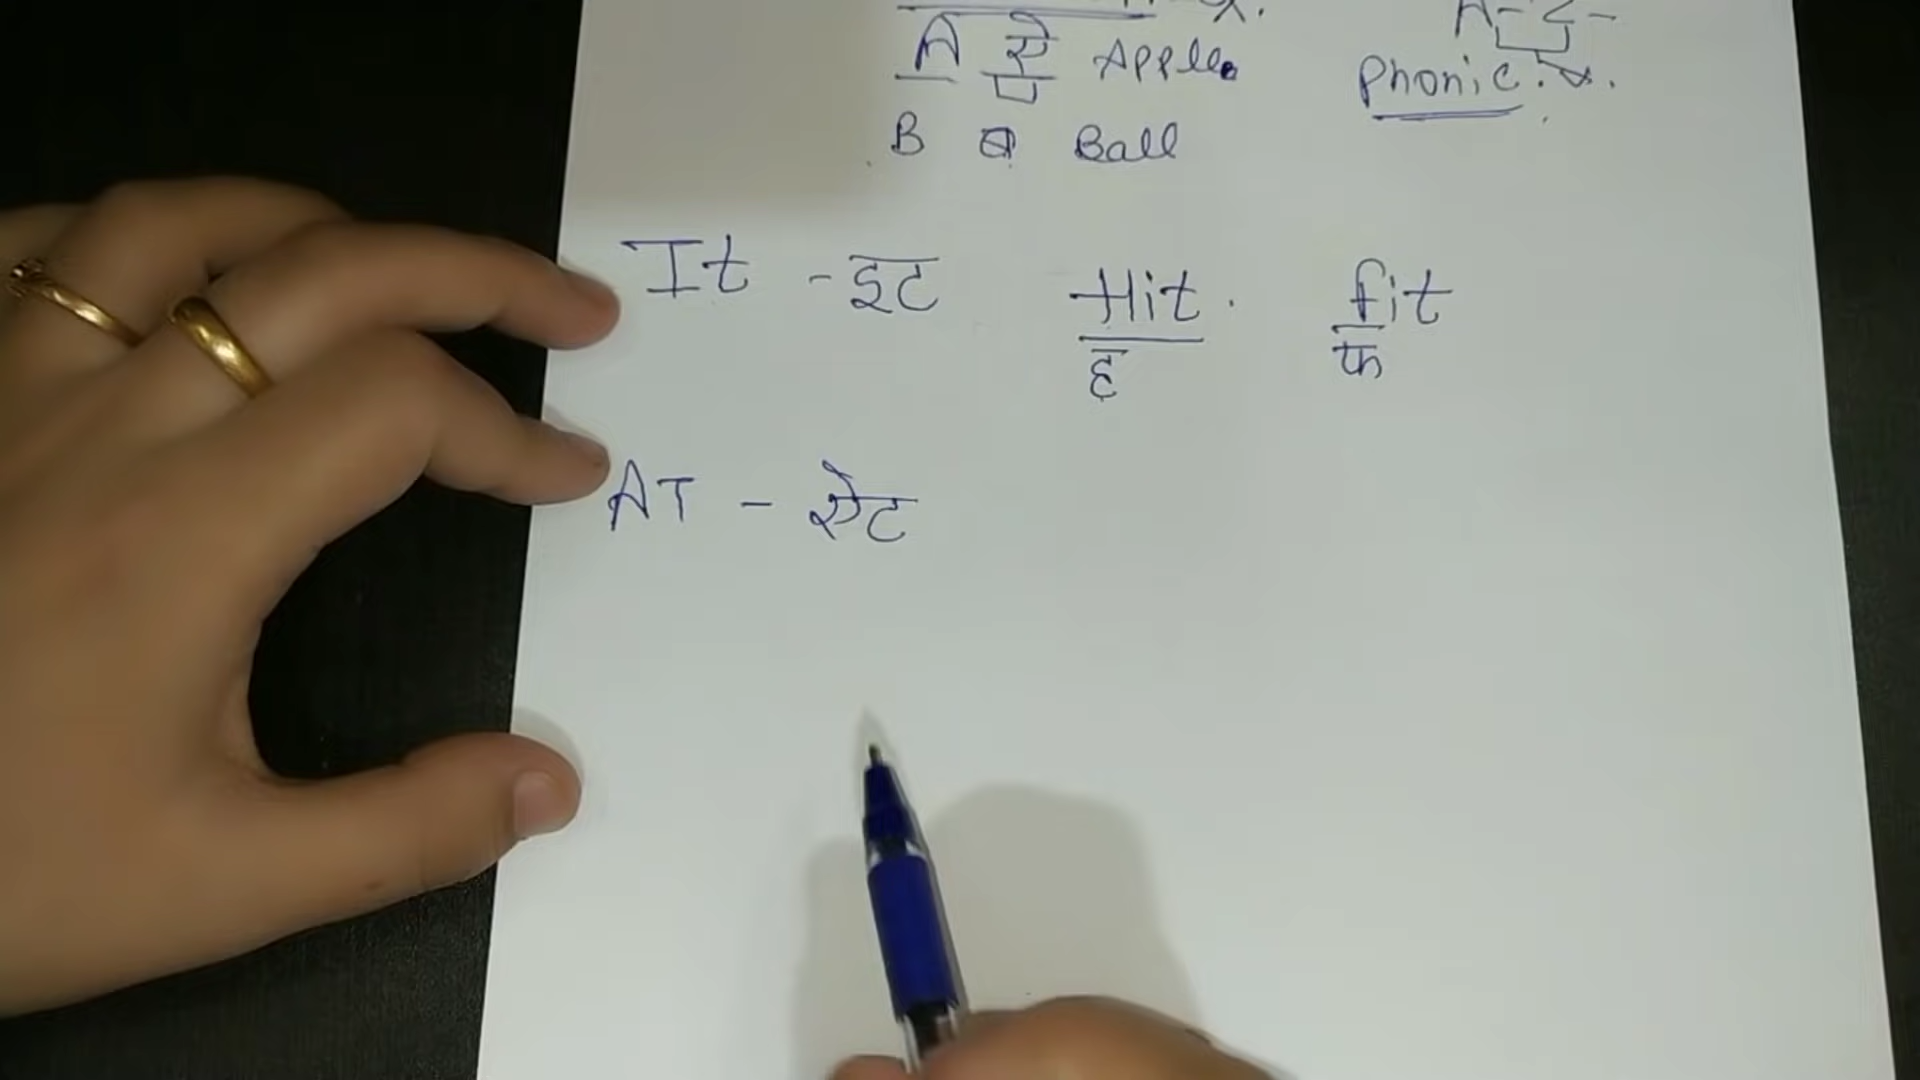 A ऐ Apple
A-Z-
Phonic.
B ब Ball
It - इट Hit. fit
ह फ
AT - ऐट